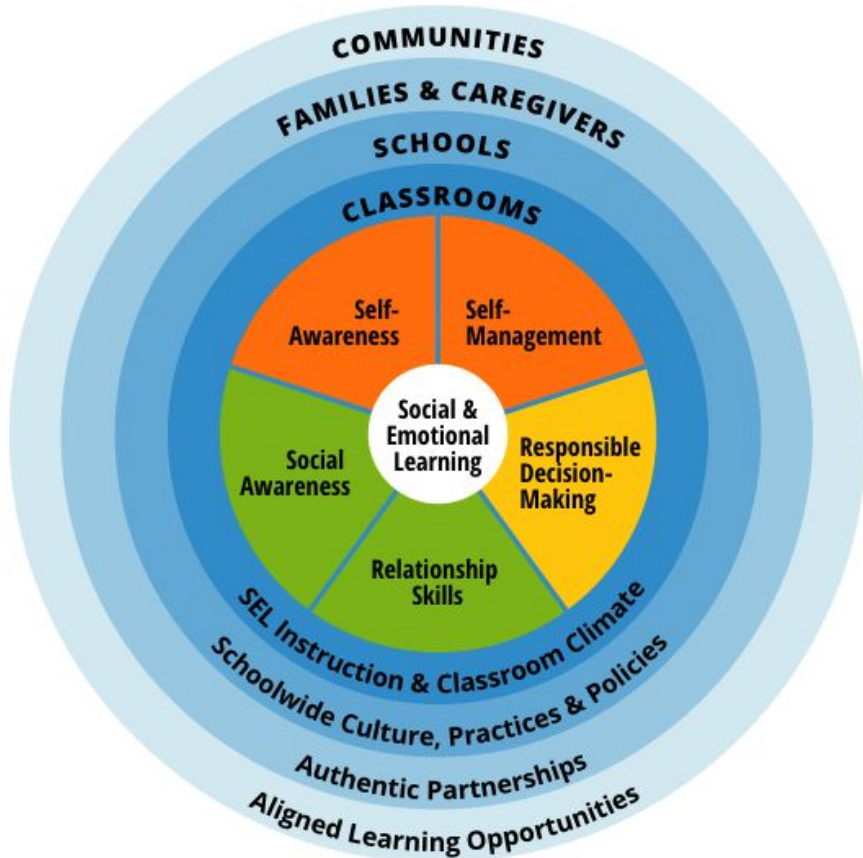 COMMUNITIES
FAMILIES & CAREGIVERS
SCHOOLS
CLASSROOMS
Self-
Awareness
Self-
Management
Social &
Emotional
Learning
Social
Awareness
Responsible
Decision-
Making
Relationship
Skills
SEL Instruction & Classroom Climate
Schoolwide Culture, Practices & Policies
Authentic Partnerships
Aligned Learning Opportunities